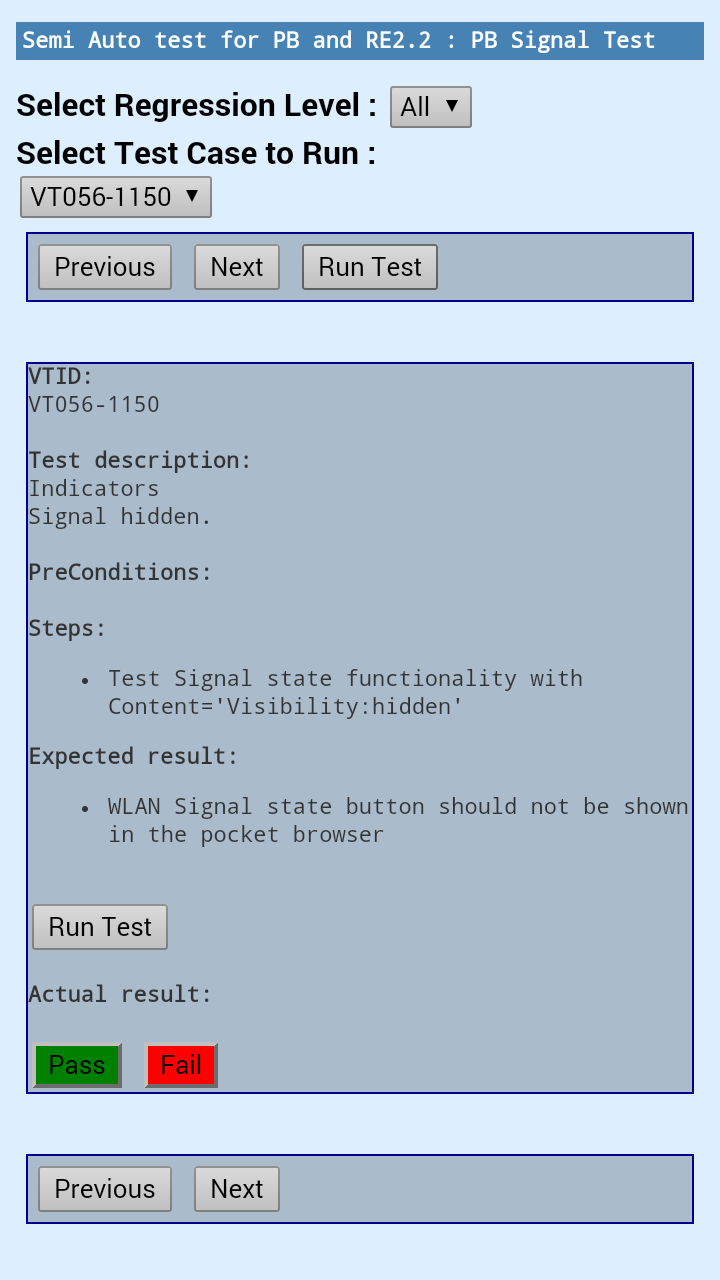 Semi Auto test for PB and RE2.2 : PB Signal Test
Select Regression Level : All ▼
Select Test Case to Run :
VT056-1150 ▼
Previous Next Run Test
VTID:
VT056-1150
Test description:
Indicators
Signal hidden.
PreConditions:
Steps:
• Test Signal state functionality with
Content='Visibility:hidden'
Expected result:
• WLAN Signal state button should not be shown
in the pocket browser
Run Test
Actual result:
Pass Fail
Previous Next